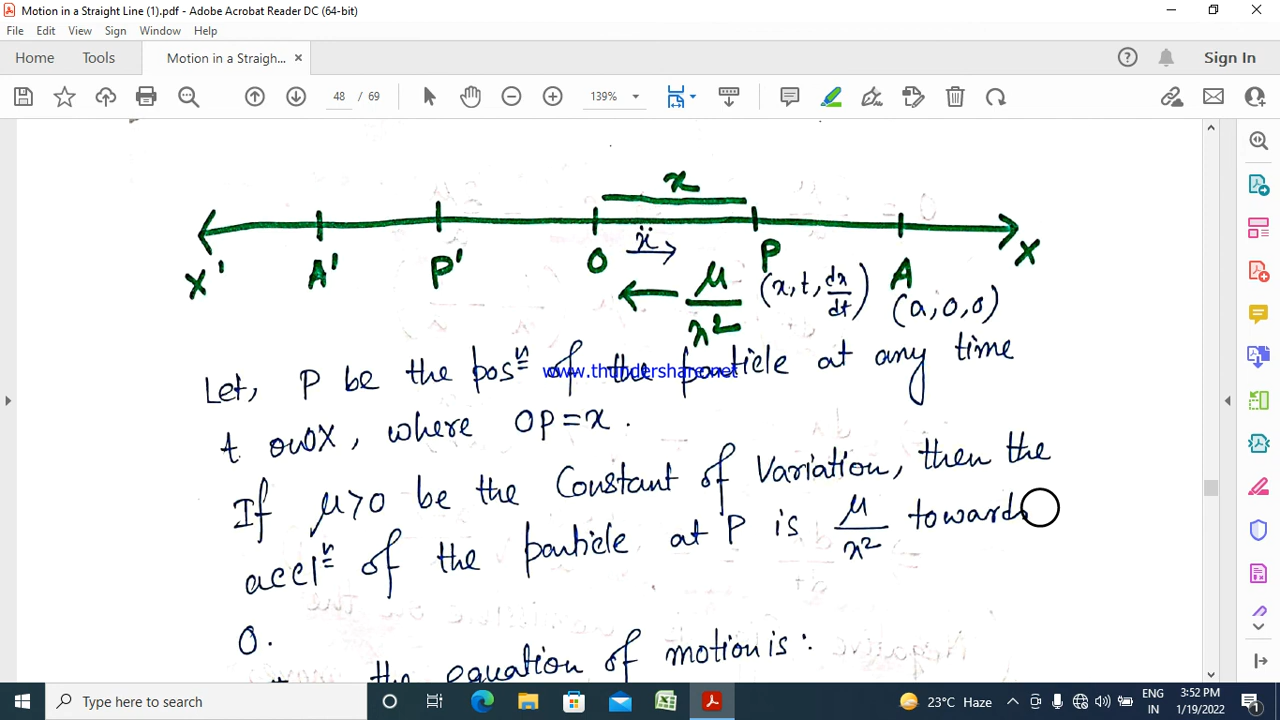 Motion in a Straight Line (1).pdf - Adobe Acrobat Reader DC (64-bit)
File Edit View Sign Window Help
Home Tools Motion in a Straigh... × Sign In
48 / 69 139%
x
X' A' P' O ẍ P A X
μ/x² (x, t, dx/dt) (a, 0, 0)
Let, P be the posⁿ of the particle at any time
www.thundershare.net
t on OX, where OP = x.
If μ > 0 be the Constant of Variation, then the
accelⁿ of the particle at P is μ/x² towards
O.
the equation of motion is:
Type here to search
23°C Haze
ENG
IN
3:52 PM
1/19/2022